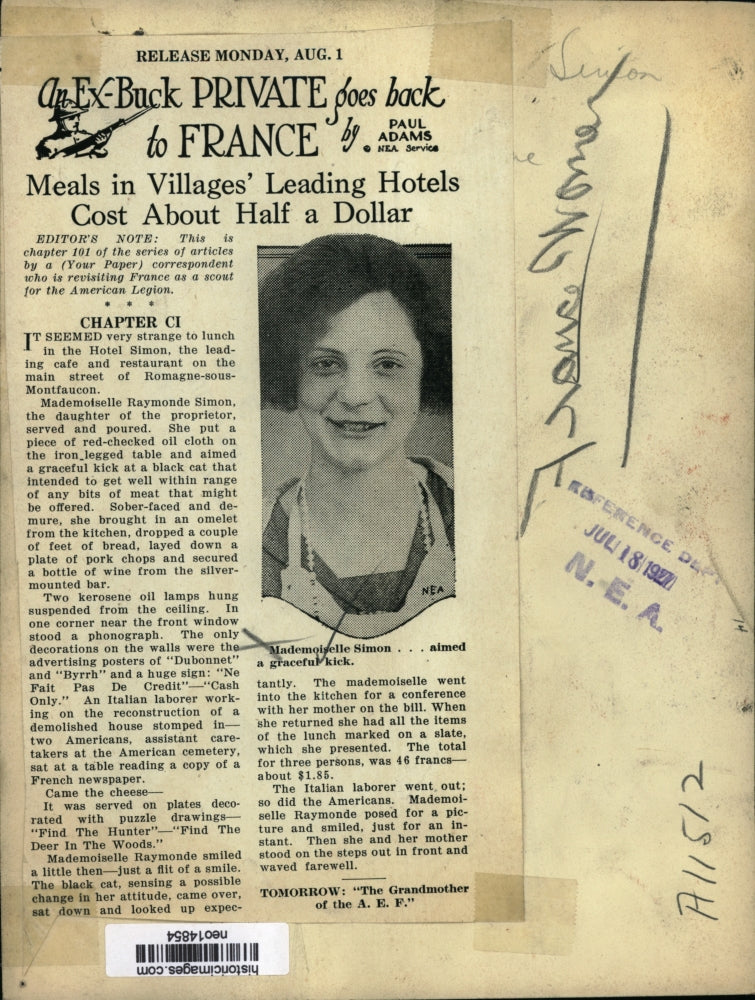 RELEASE MONDAY, AUG. 1
An Ex-Buck PRIVATE goes back
to FRANCE by PAUL
ADAMS
© NEA Service
Meals in Villages' Leading Hotels
Cost About Half a Dollar
EDITOR'S NOTE: This is
chapter 101 of the series of articles
by a (Your Paper) correspondent
who is revisiting France as a scout
for the American Legion.
* * *
CHAPTER CI
IT SEEMED very strange to lunch
in the Hotel Simon, the lead-
ing cafe and restaurant on the
main street of Romagne-sous-
Montfaucon.
Mademoiselle Raymonde Simon,
the daughter of the proprietor,
served and poured. She put a
piece of red-checked oil cloth on
the iron-legged table and aimed
a graceful kick at a black cat that
intended to get well within range
of any bits of meat that might
be offered. Sober-faced and de-
mure, she brought in an omelet
from the kitchen, dropped a couple
of feet of bread, layed down a
plate of pork chops and secured
a bottle of wine from the silver-
mounted bar.
Two kerosene oil lamps hung
suspended from the ceiling. In
one corner near the front window
stood a phonograph. The only
decorations on the walls were the
advertising posters of "Dubonnet"
and "Byrrh" and a huge sign: "Ne
Fait Pas De Credit"—"Cash
Only." An Italian laborer work-
ing on the reconstruction of a
demolished house stomped in—
two Americans, assistant care-
takers at the American cemetery,
sat at a table reading a copy of a
French newspaper.
Came the cheese—
It was served on plates deco-
rated with puzzle drawings—
"Find The Hunter"—"Find The
Deer In The Woods."
Mademoiselle Raymonde smiled
a little then—just a flit of a smile.
The black cat, sensing a possible
change in her attitude, came over,
sat down and looked up expec-
NEA
Mademoiselle Simon . . . aimed
a graceful kick.
tantly. The mademoiselle went
into the kitchen for a conference
with her mother on the bill. When
she returned she had all the items
of the lunch marked on a slate,
which she presented. The total
for three persons, was 46 francs—
about $1.85.
The Italian laborer went out;
so did the Americans. Mademoi-
selle Raymonde posed for a pic-
ture and smiled, just for an in-
stant. Then she and her mother
stood on the steps out in front and
waved farewell.
TOMORROW: "The Grandmother
of the A. E. F."
Simon
France Woman
REFERENCE DEPT.
JUL 18 1927
N. E. A.
A11512
historicimages.com
neo14854